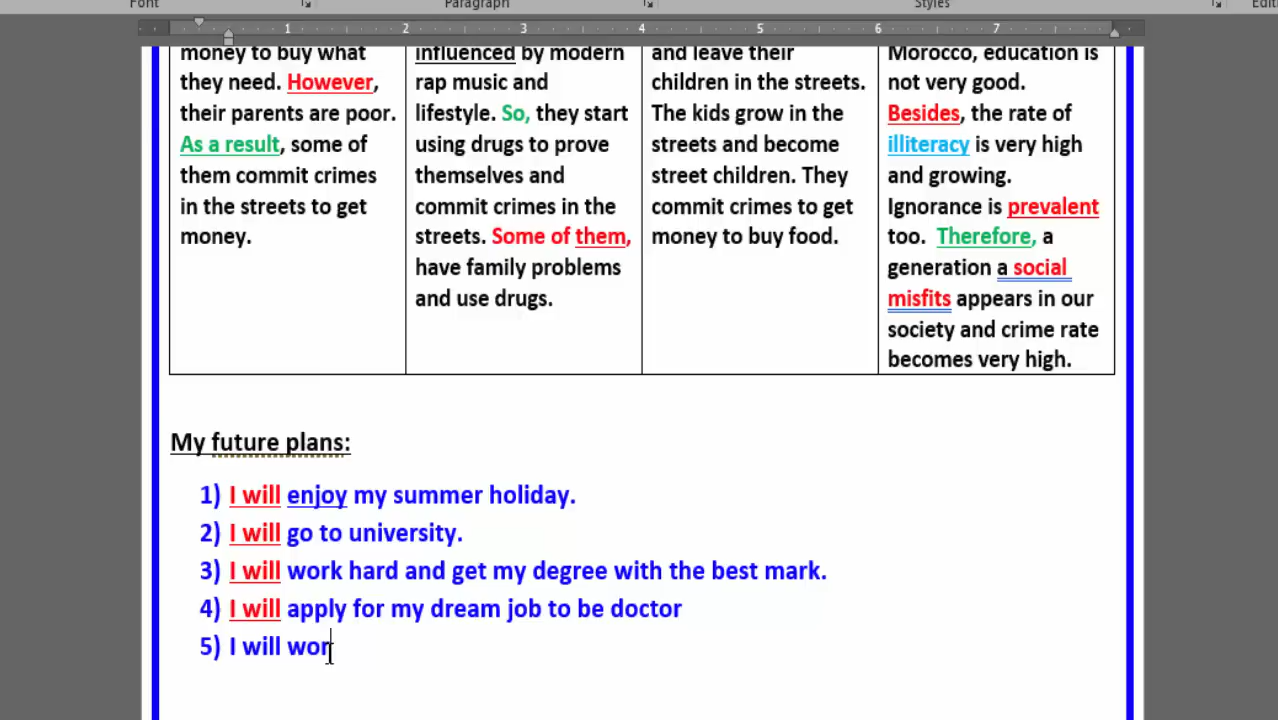 Font
Paragraph
Styles
1 2 3 4 5 6 7
money to buy what
they need. However,
their parents are poor.
As a result, some of
them commit crimes
in the streets to get
money.
influenced by modern
rap music and
lifestyle. So, they start
using drugs to prove
themselves and
commit crimes in the
streets. Some of them,
have family problems
and use drugs.
and leave their
children in the streets.
The kids grow in the
streets and become
street children. They
commit crimes to get
money to buy food.
Morocco, education is
not very good.
Besides, the rate of
illiteracy is very high
and growing.
Ignorance is prevalent
too. Therefore, a
generation a social
misfits appears in our
society and crime rate
becomes very high.
My future plans:
1) I will enjoy my summer holiday.
2) I will go to university.
3) I will work hard and get my degree with the best mark.
4) I will apply for my dream job to be doctor
5) I will wor